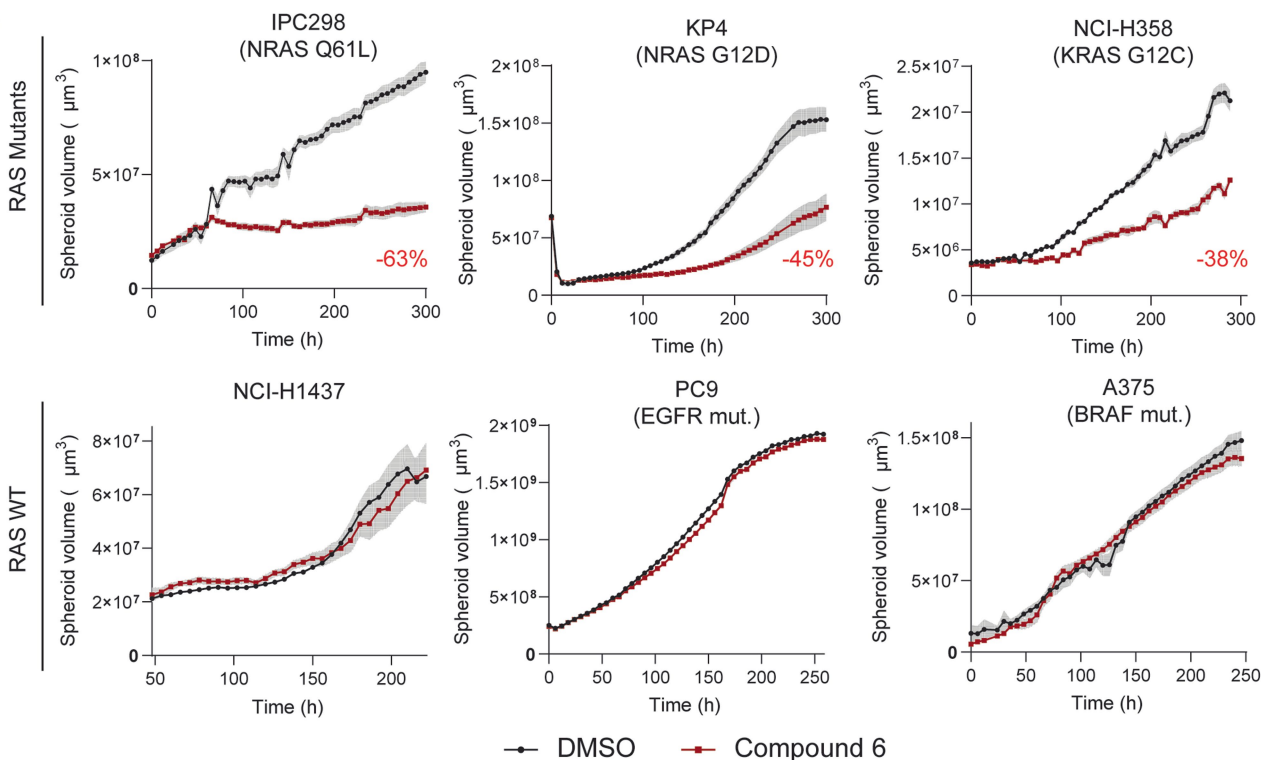 RAS Mutants
IPC298
(NRAS Q61L)
Spheroid volume ( µm³)
1×10⁸
5×10⁷
0
-63%
0 100 200 300
Time (h)
KP4
(NRAS G12D)
Spheroid volume ( µm³)
2×10⁸
1.5×10⁸
1×10⁸
5×10⁷
0
-45%
0 100 200 300
Time (h)
NCI-H358
(KRAS G12C)
Spheroid volume ( µm³)
2.5×10⁷
2×10⁷
1.5×10⁷
1×10⁷
5×10⁶
0
-38%
0 100 200 300
Time (h)
RAS WT
NCI-H1437
Spheroid volume ( µm³)
8×10⁷
6×10⁷
4×10⁷
2×10⁷
0
50 100 150 200
Time (h)
PC9
(EGFR mut.)
Spheroid volume ( µm³)
2×10⁹
1.5×10⁹
1×10⁹
5×10⁸
0
0 50 100 150 200 250
Time (h)
A375
(BRAF mut.)
Spheroid volume ( µm³)
1.5×10⁸
1×10⁸
5×10⁷
0
0 50 100 150 200 250
Time (h)
DMSO Compound 6